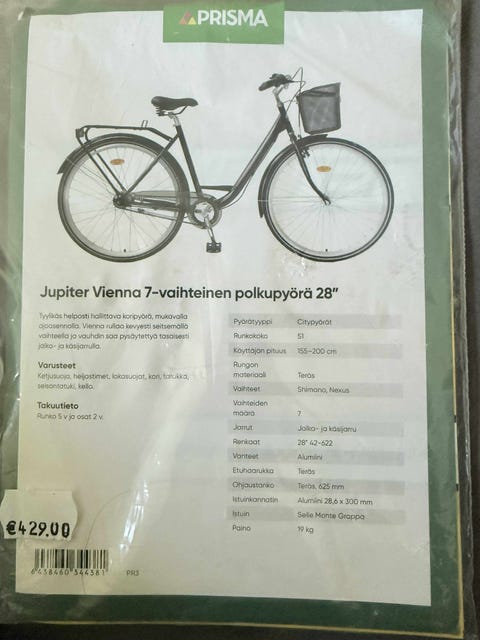 PRISMA
Jupiter Vienna 7-vaihteinen polkupyörä 28"
Tyylikäs helposti hallittava koripyörä, mukavalla
ajoasennolla. Vienna rullaa kevyesti seitsemällä
vaihteella ja vauhdin saa pysäytettyä tasaisesti
jalka- ja käsijarrulla.
Varusteet
Ketjusuoja, heijastimet, lokasuojat, kori, tarakka,
seisontatuki, kello.
Takuutieto
Runko 5 v ja osat 2 v.
Pyörätyyppi Citypyörät
Runkokoko 51
Käyttäjän pituus 155-200 cm
Rungon
materiaali Teräs
Vaihteet Shimano, Nexus
Vaihteiden
määrä 7
Jarrut Jalka- ja käsijarru
Renkaat 28" 42-622
Vanteet Alumiini
Etuhaarukka Teräs
Ohjaustanko Teräs, 625 mm
Istuinkannatin Alumiini 28,6 x 300 mm
Istuin Selle Monte Grappa
Paino 19 kg
€429.00
6 438460 344381
PR3